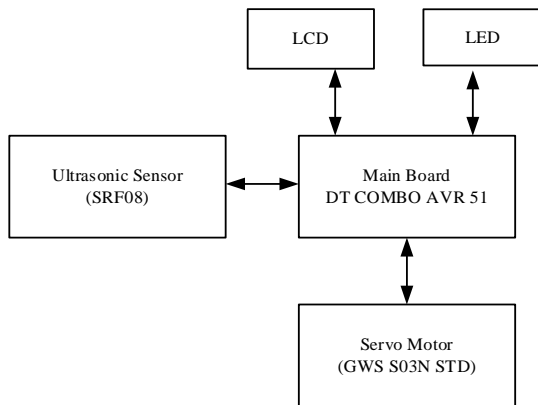 LCD
LED
Ultrasonic Sensor
(SRF08)
Main Board
DT COMBO AVR 51
Servo Motor
(GWS S03N STD)